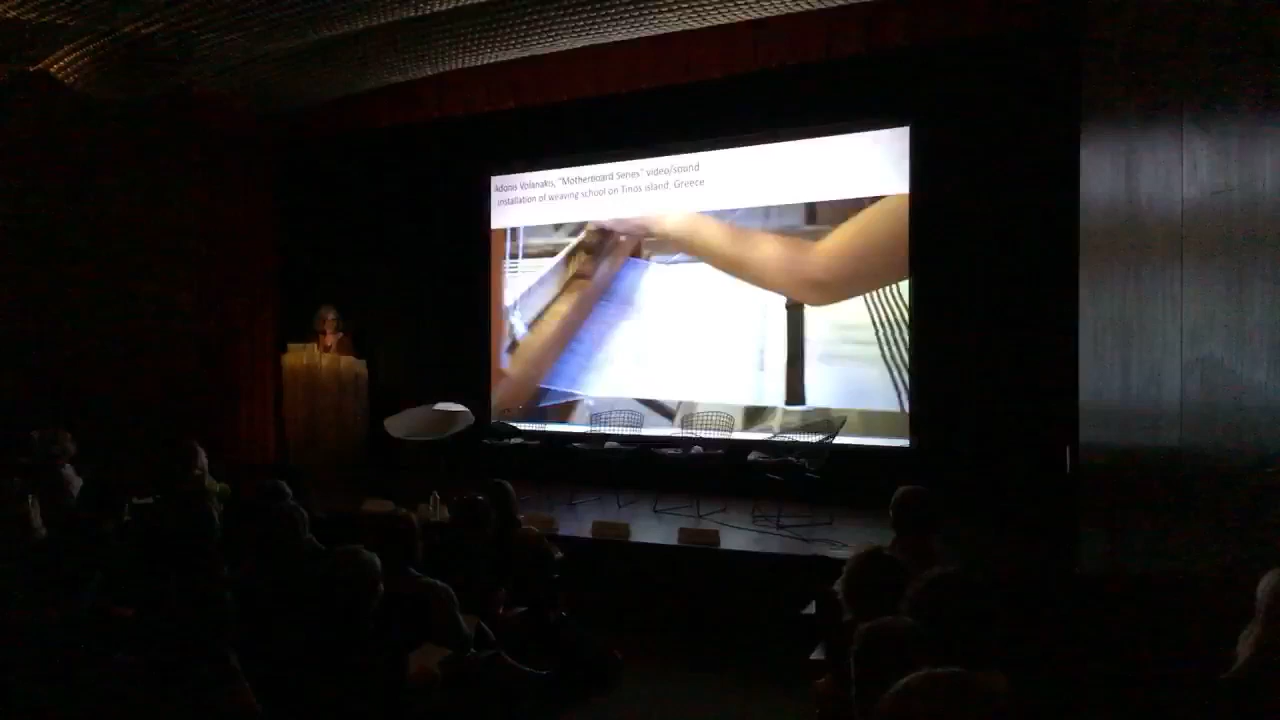 Adonis Volanakis, "Motherboard Series" video/sound
installation of weaving school on Tinos island, Greece